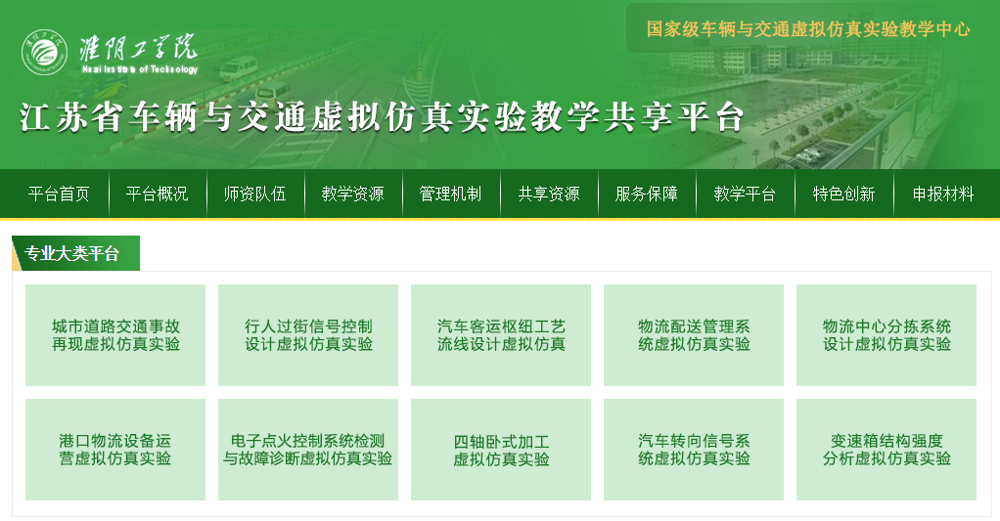 国家级车辆与交通虚拟仿真实验教学中心
淮阴工学院
Huai Institute of Technology
江苏省车辆与交通虚拟仿真实验教学共享平台
平台首页 平台概况 师资队伍 教学资源 管理机制 共享资源 服务保障 教学平台 特色创新 申报材料
专业大类平台
城市道路交通事故
再现虚拟仿真实验
行人过街信号控制
设计虚拟仿真实验
汽车客运枢纽工艺
流线设计虚拟仿真
物流配送管理系
统虚拟仿真实验
物流中心分拣系统
设计虚拟仿真实验
港口物流设备运
营虚拟仿真实验
电子点火控制系统检测
与故障诊断虚拟仿真实验
四轴卧式加工
虚拟仿真实验
汽车转向信号系
统虚拟仿真实验
变速箱结构强度
分析虚拟仿真实验